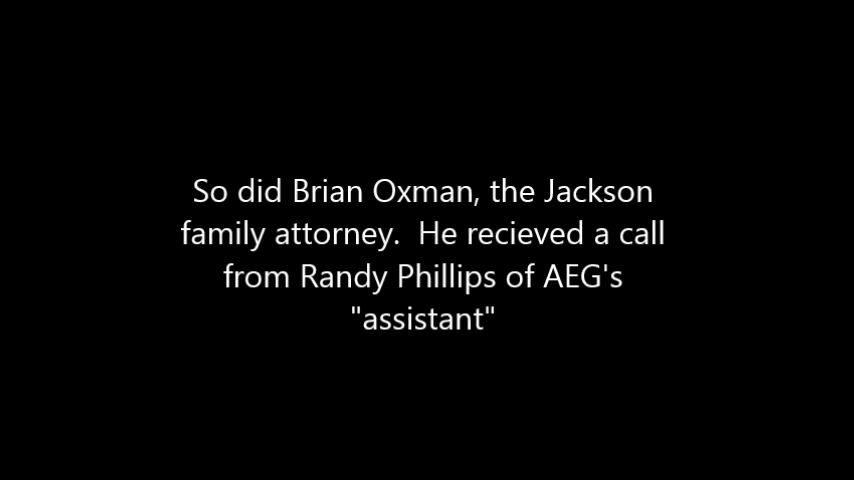 So did Brian Oxman, the Jackson
family attorney.  He recieved a call
from Randy Phillips of AEG's
"assistant"